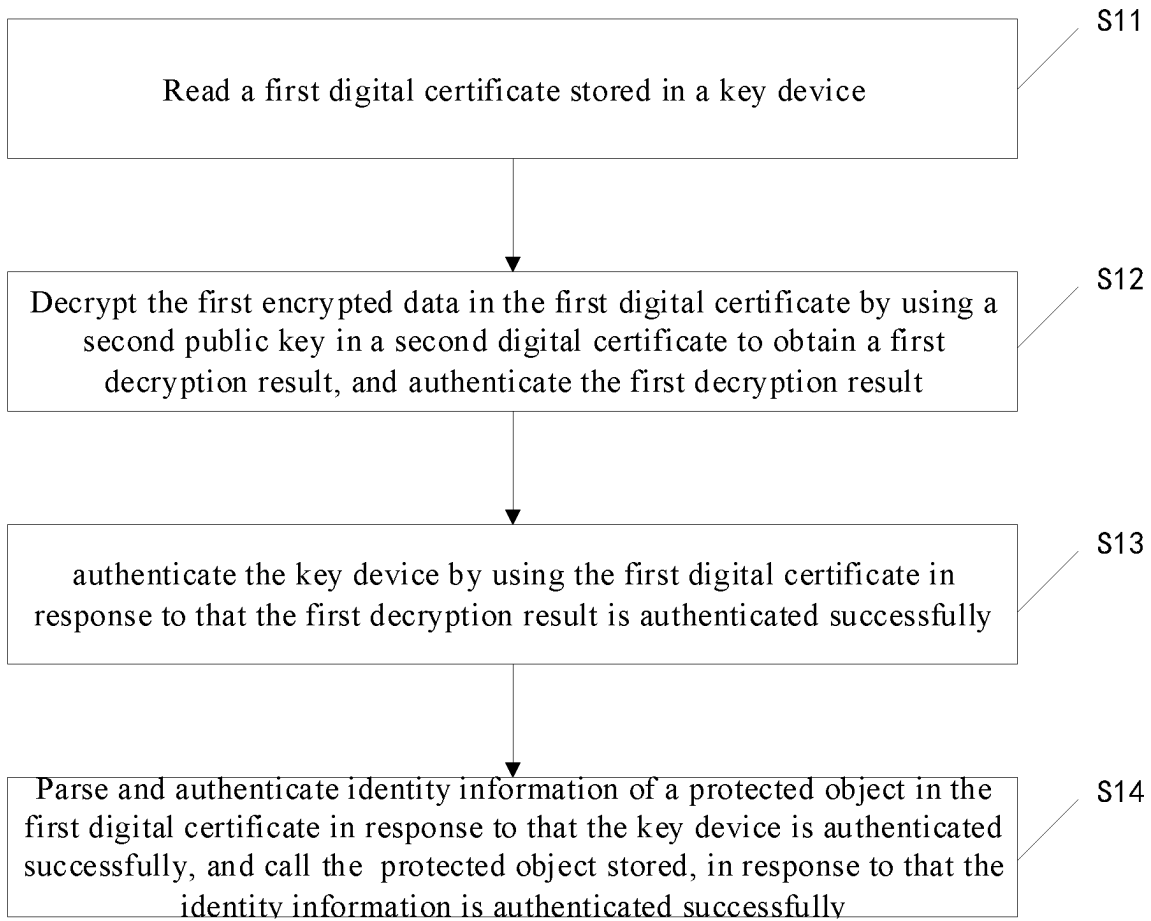 S11
Read a first digital certificate stored in a key device
S12
Decrypt the first encrypted data in the first digital certificate by using a
second public key in a second digital certificate to obtain a first
decryption result, and authenticate the first decryption result
S13
authenticate the key device by using the first digital certificate in
response to that the first decryption result is authenticated successfully
S14
Parse and authenticate identity information of a protected object in the
first digital certificate in response to that the key device is authenticated
successfully, and call the protected object stored, in response to that the
identity information is authenticated successfully